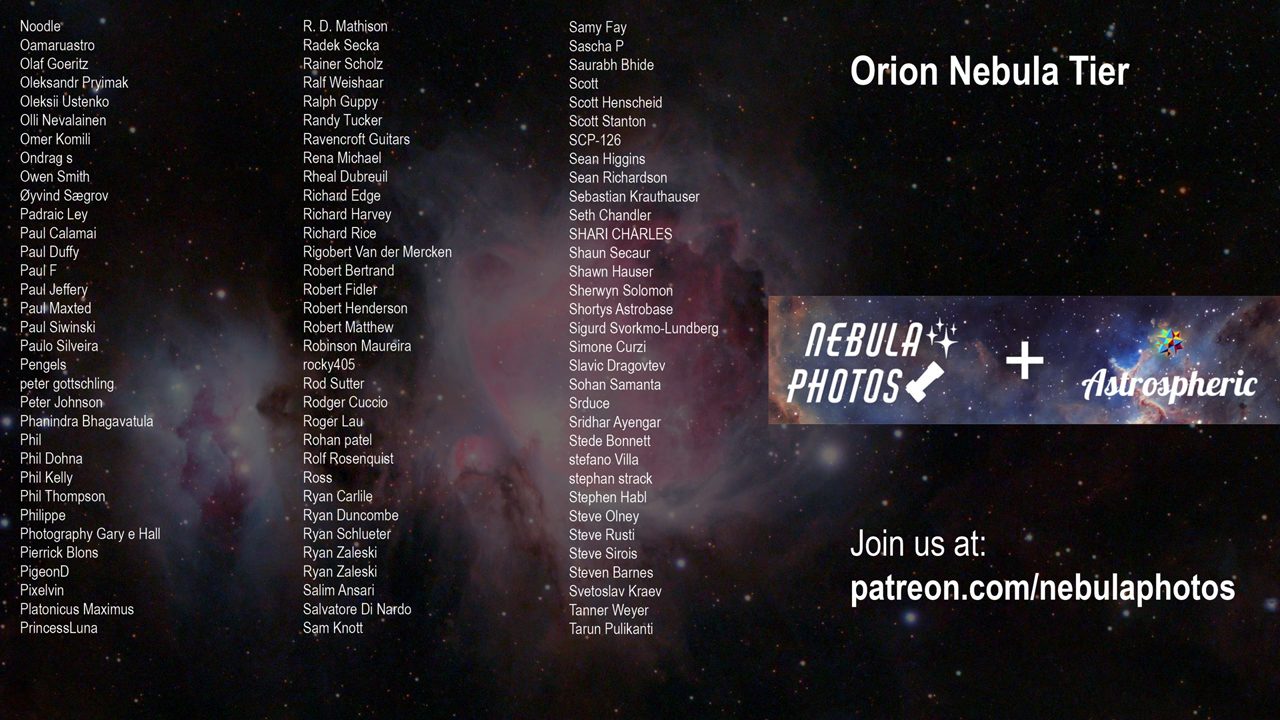 Noodle
Oamaruastro
Olaf Goeritz
Oleksandr Pryimak
Oleksii Ustenko
Olli Nevalainen
Omer Komili
Ondrag s
Owen Smith
Øyvind Sægrov
Padraic Ley
Paul Calamai
Paul Duffy
Paul F
Paul Jeffery
Paul Maxted
Paul Siwinski
Paulo Silveira
Pengels
peter gottschling
Peter Johnson
Phanindra Bhagavatula
Phil
Phil Dohna
Phil Kelly
Phil Thompson
Philippe
Photography Gary e Hall
Pierrick Blons
PigeonD
Pixelvin
Platonicus Maximus
PrincessLuna
R. D. Mathison
Radek Secka
Rainer Scholz
Ralf Weishaar
Ralph Guppy
Randy Tucker
Ravencroft Guitars
Rena Michael
Rheal Dubreuil
Richard Edge
Richard Harvey
Richard Rice
Rigobert Van der Mercken
Robert Bertrand
Robert Fidler
Robert Henderson
Robert Matthew
Robinson Maureira
rocky405
Rod Sutter
Rodger Cuccio
Roger Lau
Rohan patel
Rolf Rosenquist
Ross
Ryan Carlile
Ryan Duncombe
Ryan Schlueter
Ryan Zaleski
Ryan Zaleski
Salim Ansari
Salvatore Di Nardo
Sam Knott
Samy Fay
Sascha P
Saurabh Bhide
Scott
Scott Henscheid
Scott Stanton
SCP-126
Sean Higgins
Sean Richardson
Sebastian Krauthauser
Seth Chandler
SHARI CHARLES
Shaun Secaur
Shawn Hauser
Sherwyn Solomon
Shortys Astrobase
Sigurd Svorkmo-Lundberg
Simone Curzi
Slavic Dragovtev
Sohan Samanta
Srduce
Sridhar Ayengar
Stede Bonnett
stefano Villa
stephan strack
Stephen Habl
Steve Olney
Steve Rusti
Steve Sirois
Steven Barnes
Svetoslav Kraev
Tanner Weyer
Tarun Pulikanti
Orion Nebula Tier
NEBULA
PHOTOS
+
Astrospheric
Join us at:
patreon.com/nebulaphotos